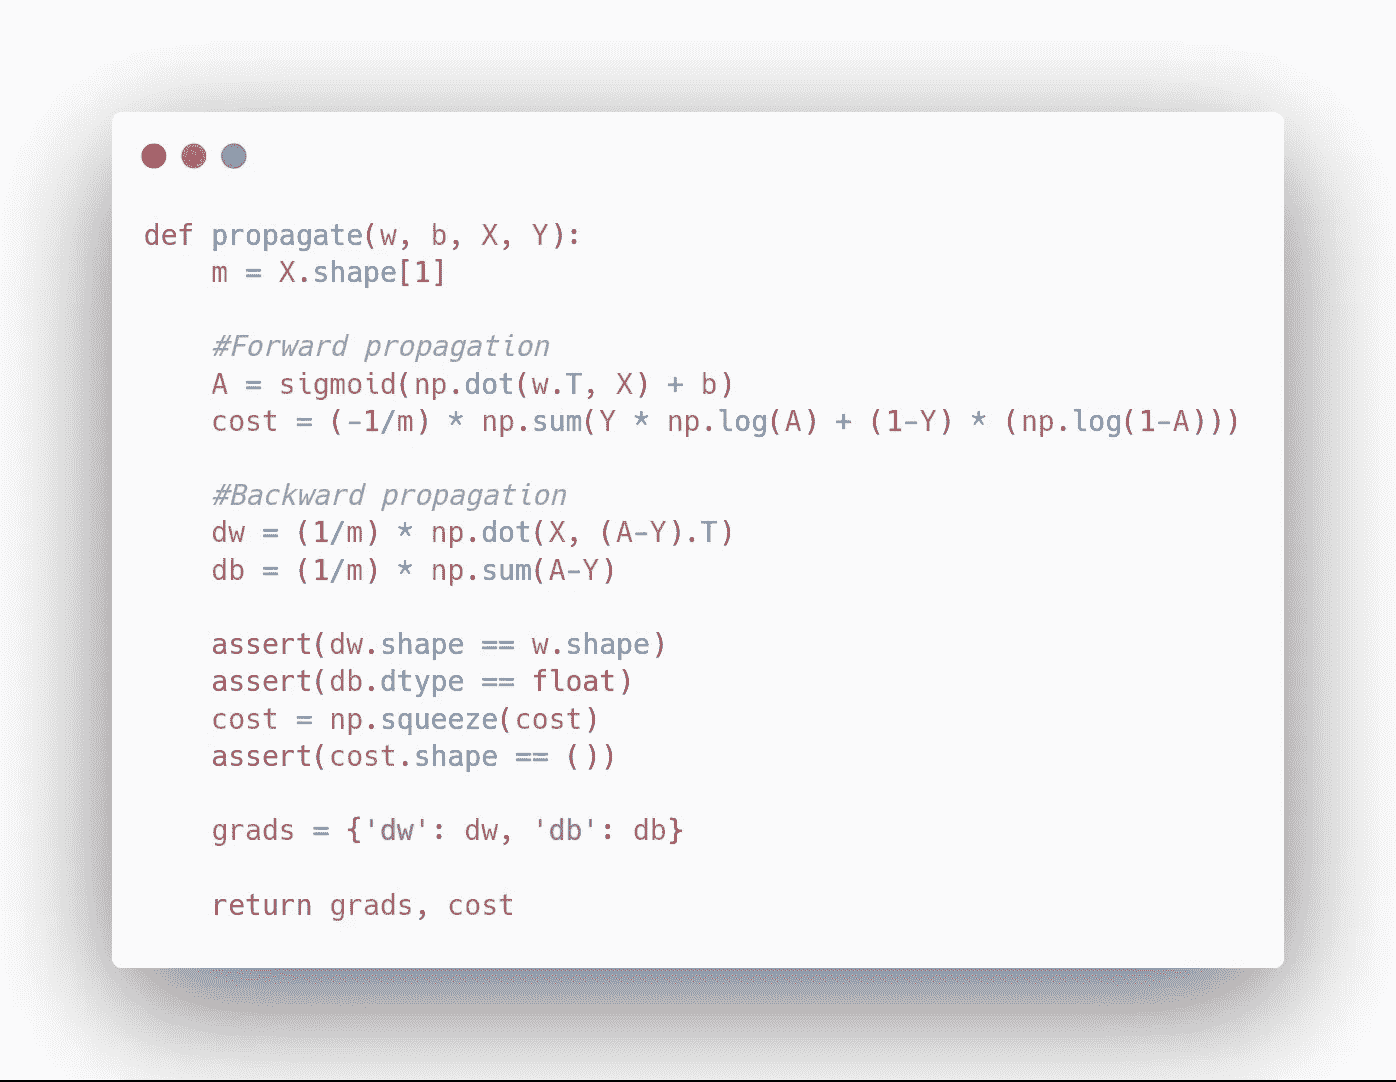 def propagate(w, b, X, Y):
    m = X.shape[1]

    #Forward propagation
    A = sigmoid(np.dot(w.T, X) + b)
    cost = (-1/m) * np.sum(Y * np.log(A) + (1-Y) * (np.log(1-A)))

    #Backward propagation
    dw = (1/m) * np.dot(X, (A-Y).T)
    db = (1/m) * np.sum(A-Y)

    assert(dw.shape == w.shape)
    assert(db.dtype == float)
    cost = np.squeeze(cost)
    assert(cost.shape == ())

    grads = {'dw': dw, 'db': db}

    return grads, cost